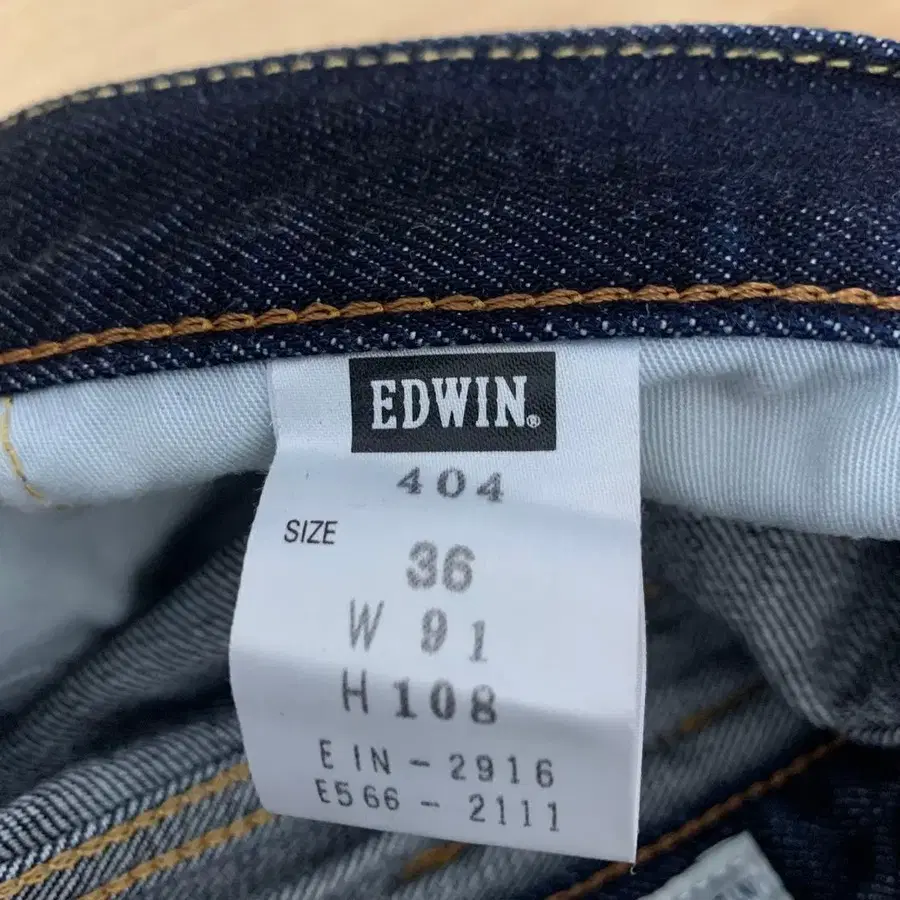 EDWIN®
404
SIZE 36
W 91
H 108
EIN-2916
E566-2111